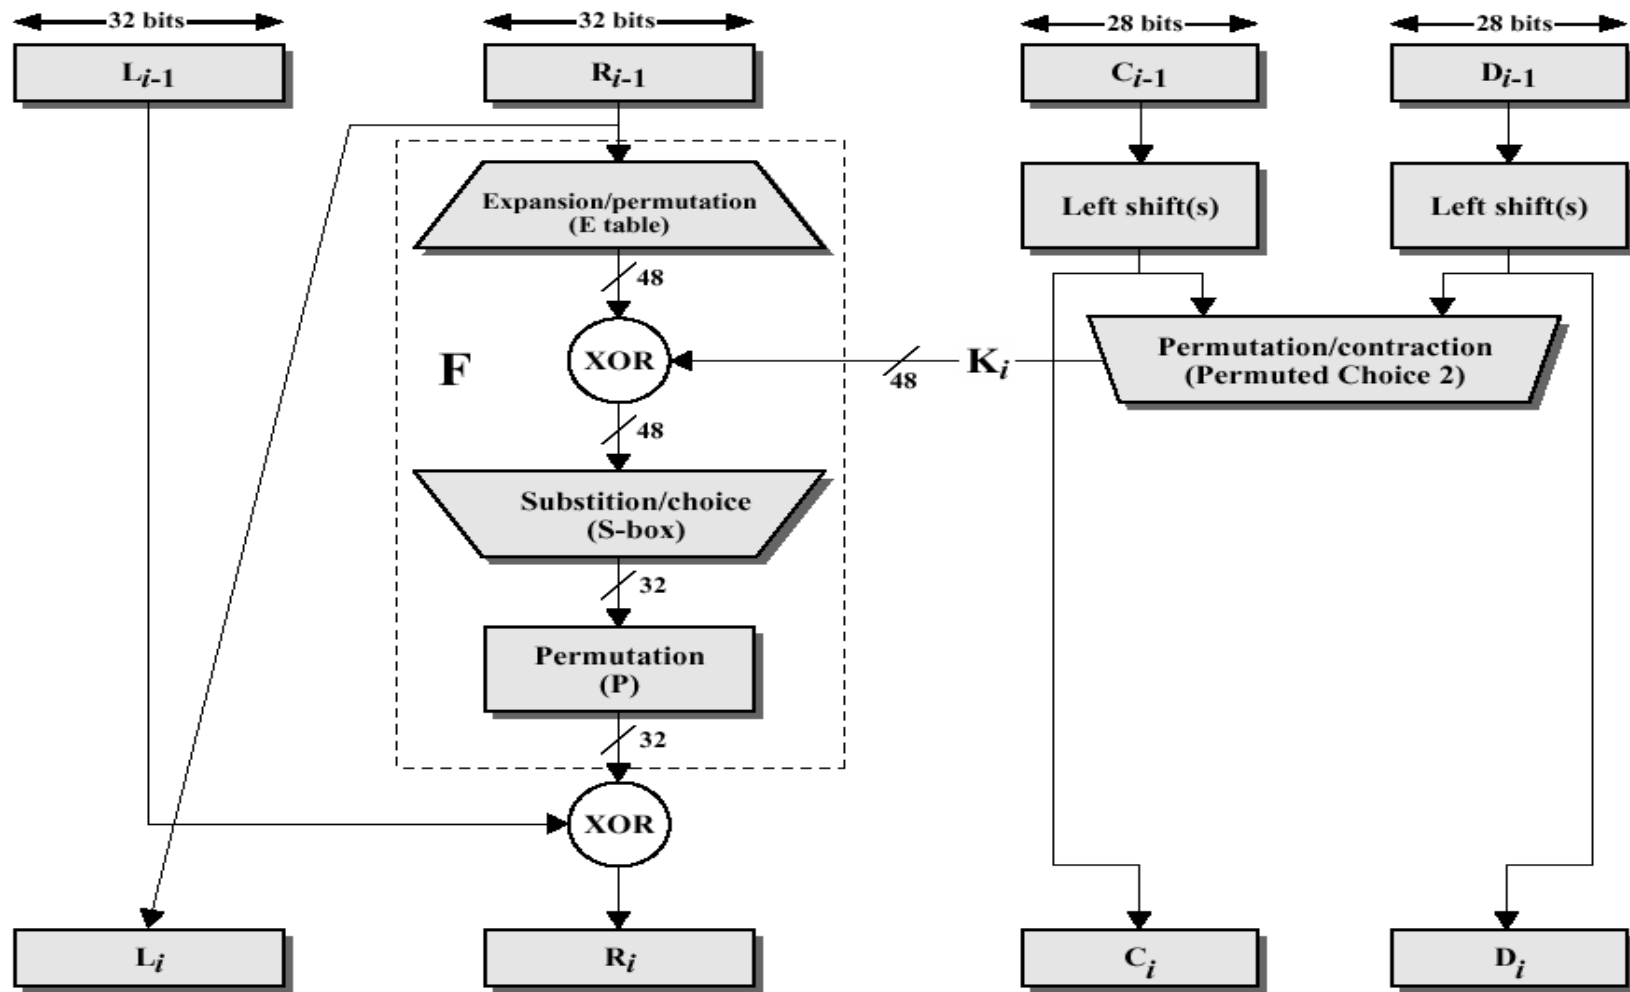 32 bits
32 bits
28 bits
28 bits
Li-1
Ri-1
Ci-1
Di-1
Expansion/permutation
(E table)
Left shift(s)
Left shift(s)
48
F
XOR
48
Ki
Permutation/contraction
(Permuted Choice 2)
48
Substition/choice
(S-box)
32
Permutation
(P)
32
XOR
Li
Ri
Ci
Di